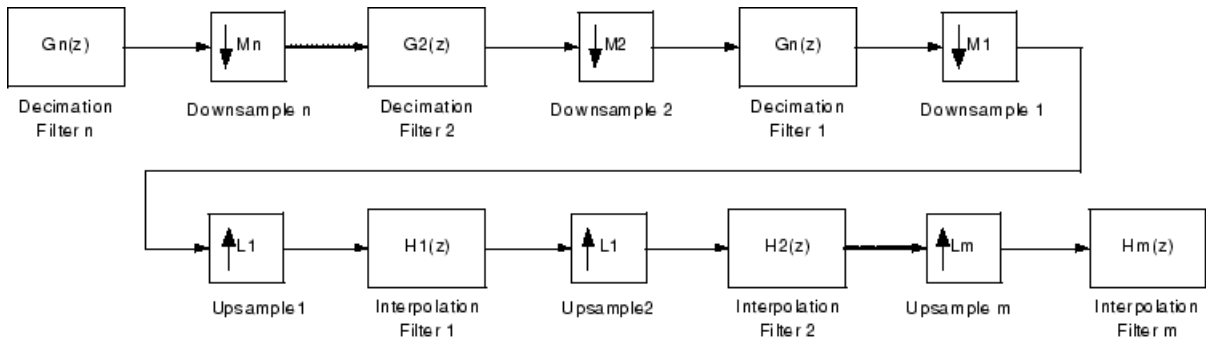 Gn(z)
Mn
G2(z)
M2
Gn(z)
M1
Decimation
Filter n
Downsample n
Decimation
Filter 2
Downsample 2
Decimation
Filter 1
Downsample 1
L1
H1(z)
L1
H2(z)
Lm
Hm(z)
Upsample1
Interpolation
Filter 1
Upsample2
Interpolation
Filter 2
Upsample m
Interpolation
Filter m